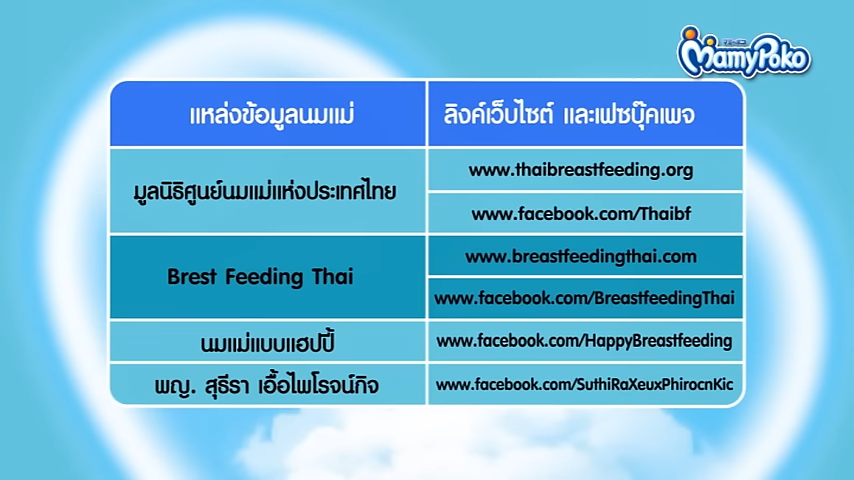 MamyPoko
แหล่งข้อมูลนมแม่
ลิงค์เว็บไซต์ และเฟซบุ๊คเพจ
มูลนิธิศูนย์นมแม่แห่งประเทศไทย
www.thaibreastfeeding.org
www.facebook.com/Thaibf
Brest Feeding Thai
www.breastfeedingthai.com
www.facebook.com/BreastfeedingThai
นมแม่แบบแฮปปี้
www.facebook.com/HappyBreastfeeding
พญ. สุธีรา เอื้อไพโรจน์กิจ
www.facebook.com/SuthiRaXeuxPhirocnKic